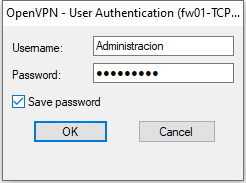 OpenVPN - User Authentication (fw01-TCP...
Username: Administracion
Password: ●●●●●●●●●
Save password
OK Cancel